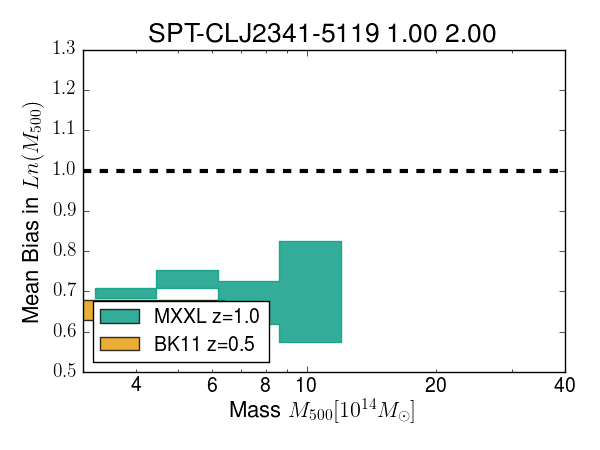 SPT-CLJ2341-5119 1.00 2.00
1.3
1.2
1.1
1.0
0.9
0.8
0.7
0.6
0.5
Mean Bias in Ln(M500)
MXXL z=1.0
BK11 z=0.5
4 6 8 10 20 40
Mass M500[10^14 M⊙]